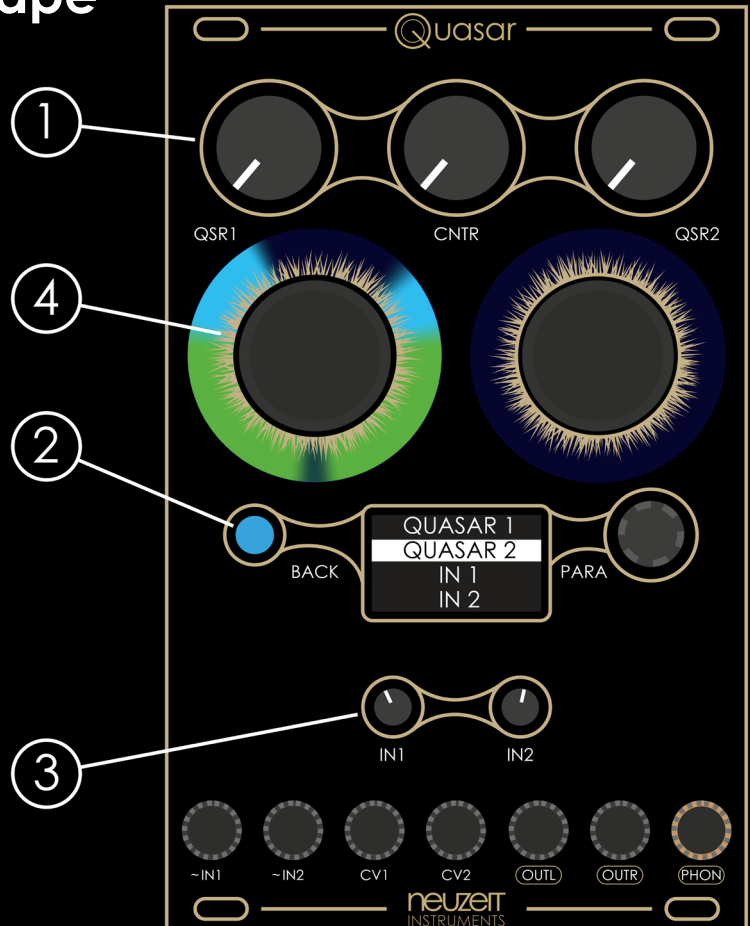 Quasar
1
QSR1 CNTR QSR2
4
2
QUASAR 1
QUASAR 2
IN 1
IN 2
BACK PARA
IN1 IN2
3
~IN1 ~IN2 CV1 CV2 OUTL OUTR PHON
neuzeit
INSTRUMENTS